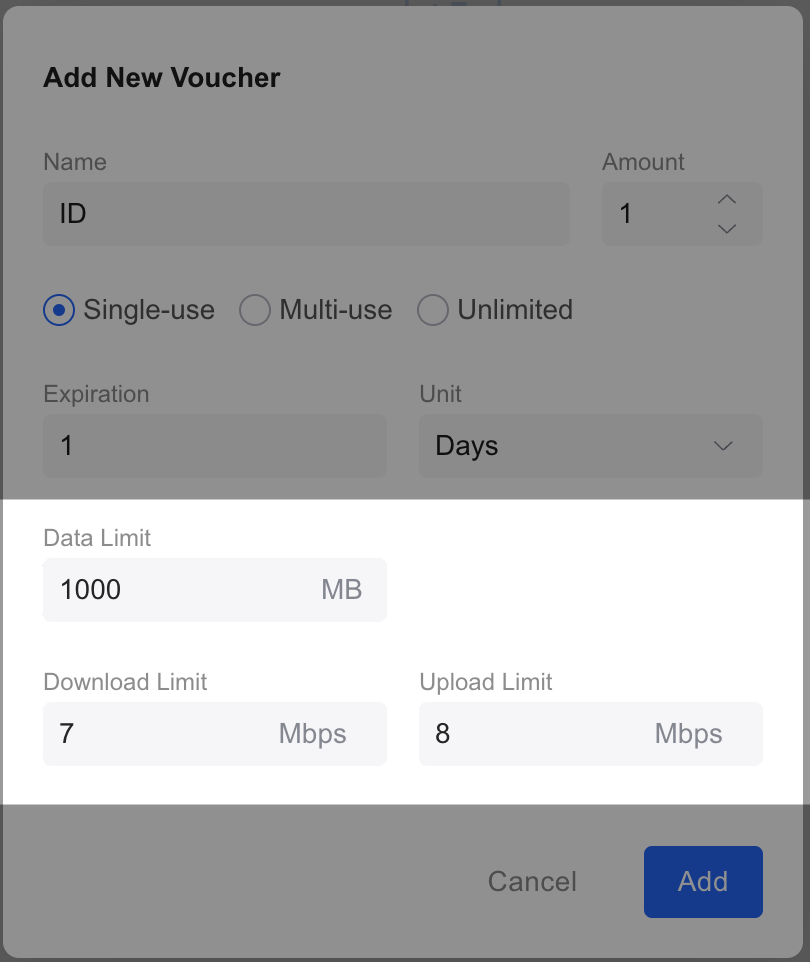 Add New Voucher
Name Amount
ID 1
Single-use Multi-use Unlimited
Expiration Unit
1 Days
Data Limit
1000 MB
Download Limit Upload Limit
7 Mbps 8 Mbps
Cancel Add